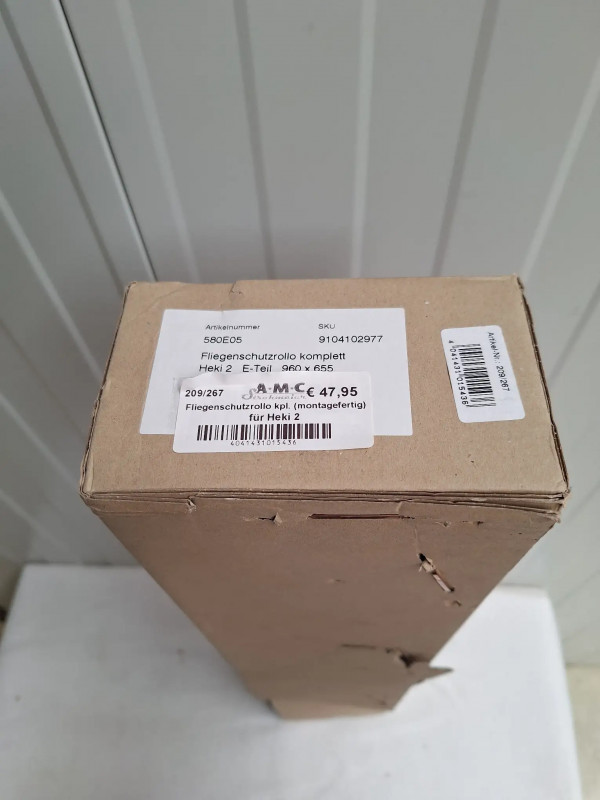 Artikelnummer SKU
580E05 9104102977
Fliegenschutzrollo komplett
Heki 2 E-Teil 960 x 655
209/267 A·M·C € 47,95
Fliegenschutzrollo kpl. (montagefertig)
für Heki 2
4041431015436
Artikel-Nr.: 209/267
4041431015436